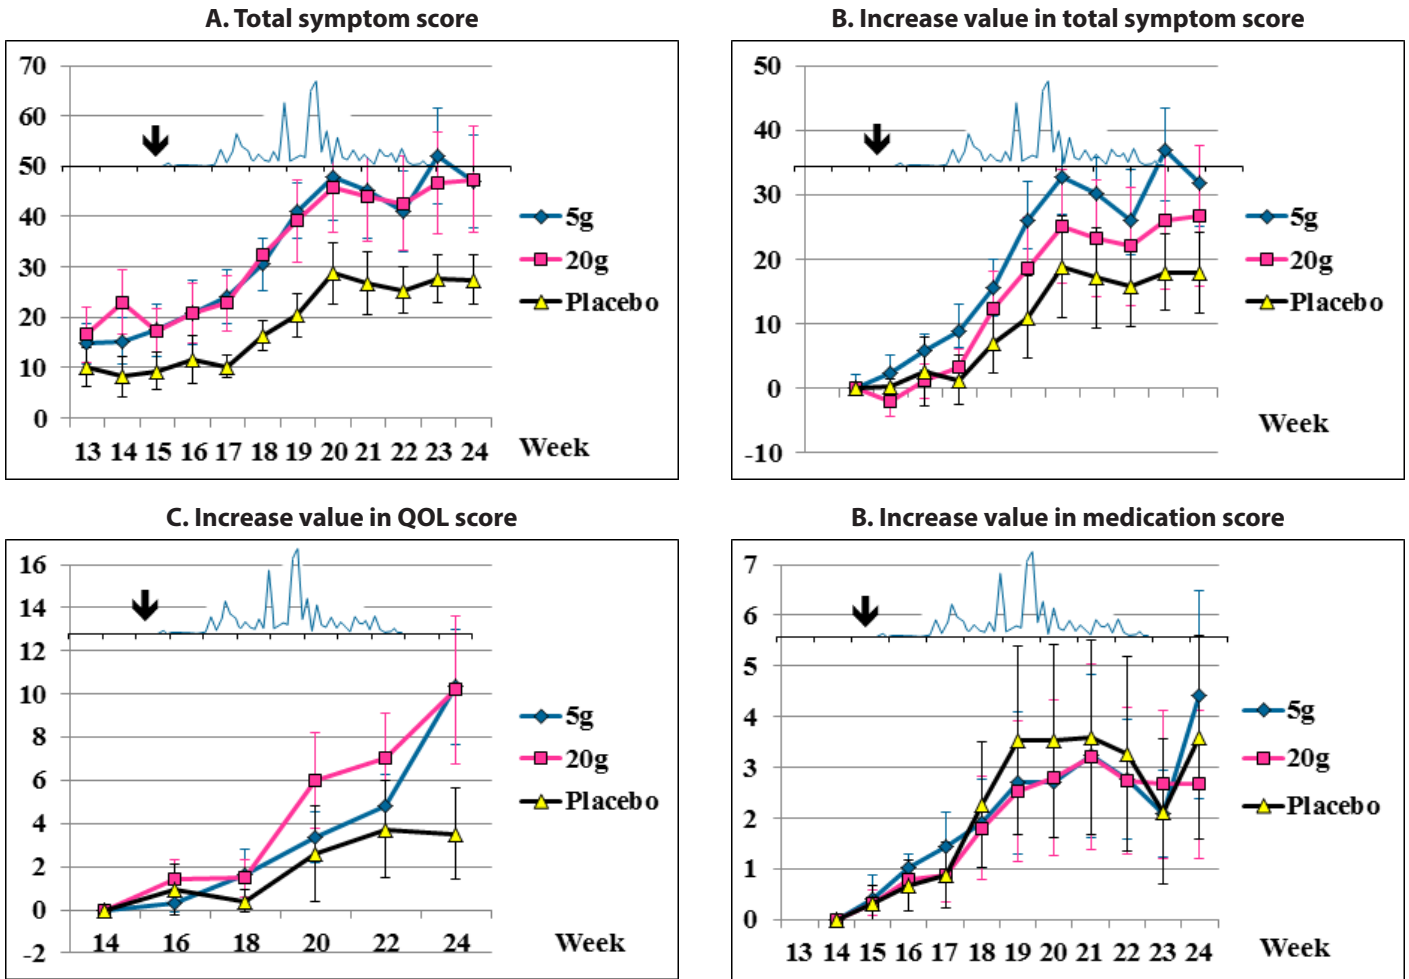 A. Total symptom score
70
60
50
40
30
20
10
0
13 14 15 16 17 18 19 20 21 22 23 24 Week
5g
20g
Placebo
B. Increase value in total symptom score
50
40
30
20
10
0
-10
Week
5g
20g
Placebo
C. Increase value in QOL score
16
14
12
10
8
6
4
2
0
-2
14 16 18 20 22 24 Week
5g
20g
Placebo
B. Increase value in medication score
7
6
5
4
3
2
1
0
13 14 15 16 17 18 19 20 21 22 23 24 Week
5g
20g
Placebo